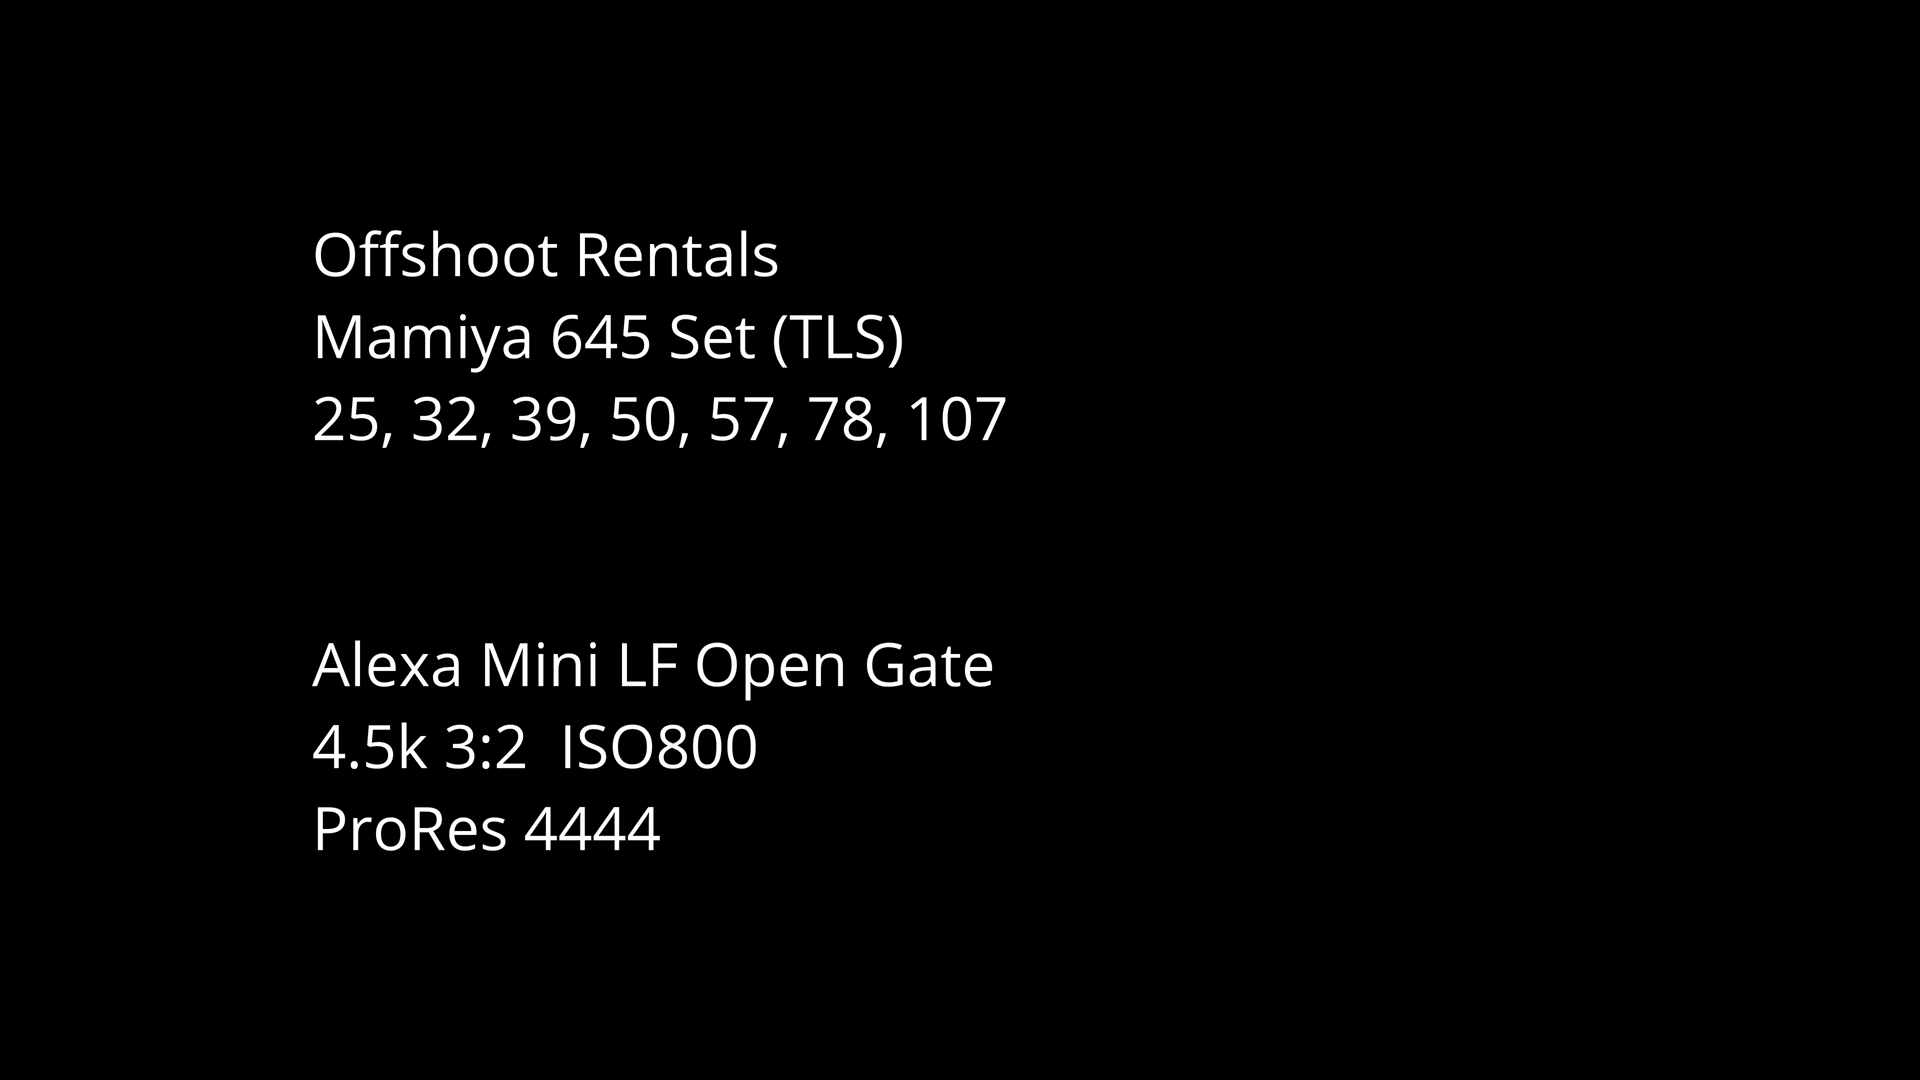 Offshoot Rentals
Mamiya 645 Set (TLS)
25, 32, 39, 50, 57, 78, 107
Alexa Mini LF Open Gate
4.5k 3:2  ISO800
ProRes 4444